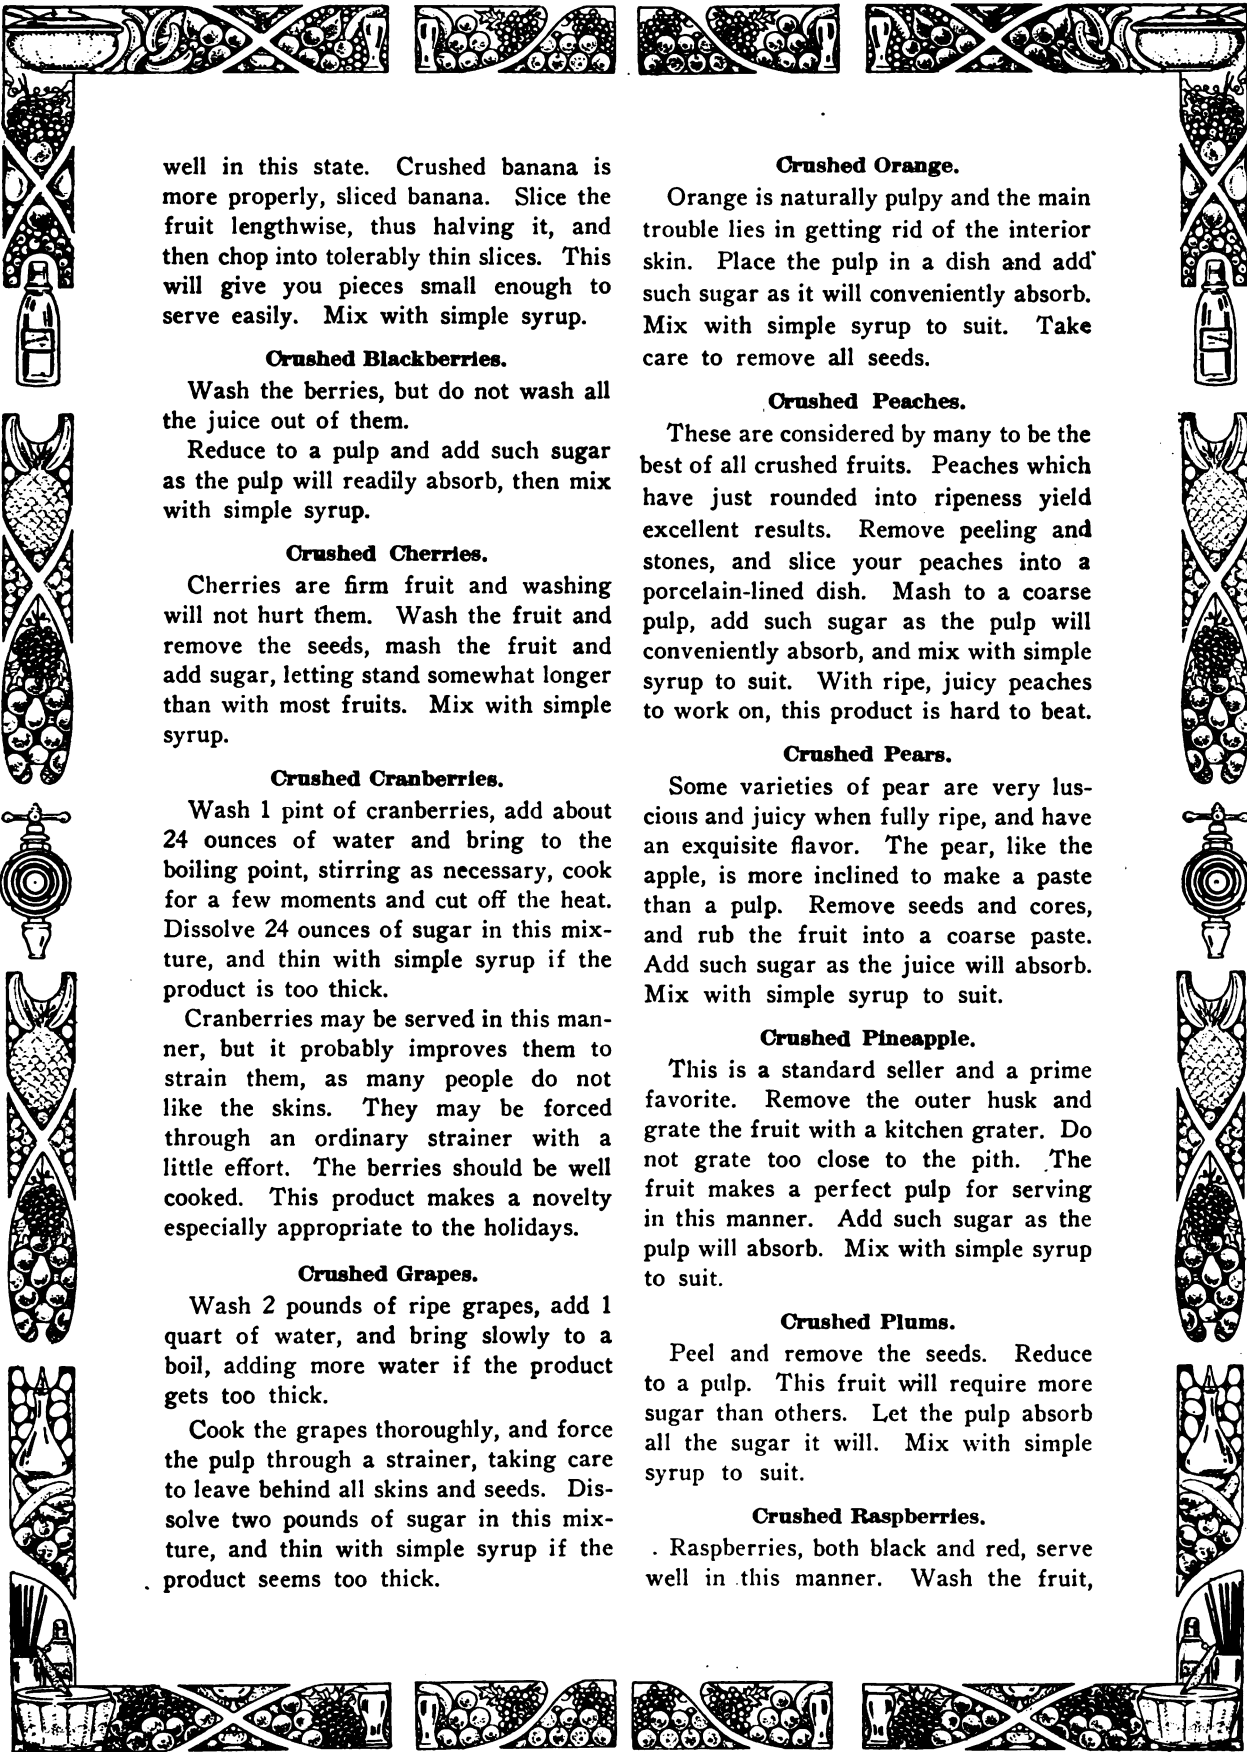 well in this state. Crushed banana is
more properly, sliced banana. Slice the
fruit lengthwise, thus halving it, and
then chop into tolerably thin slices. This
will give you pieces small enough to
serve easily. Mix with simple syrup.
Crushed Blackberries.
Wash the berries, but do not wash all
the juice out of them.
Reduce to a pulp and add such sugar
as the pulp will readily absorb, then mix
with simple syrup.
Crushed Cherries.
Cherries are firm fruit and washing
will not hurt them. Wash the fruit and
remove the seeds, mash the fruit and
add sugar, letting stand somewhat longer
than with most fruits. Mix with simple
syrup.
Crushed Cranberries.
Wash 1 pint of cranberries, add about
24 ounces of water and bring to the
boiling point, stirring as necessary, cook
for a few moments and cut off the heat.
Dissolve 24 ounces of sugar in this mix-
ture, and thin with simple syrup if the
product is too thick.
Cranberries may be served in this man-
ner, but it probably improves them to
strain them, as many people do not
like the skins. They may be forced
through an ordinary strainer with a
little effort. The berries should be well
cooked. This product makes a novelty
especially appropriate to the holidays.
Crushed Grapes.
Wash 2 pounds of ripe grapes, add 1
quart of water, and bring slowly to a
boil, adding more water if the product
gets too thick.
Cook the grapes thoroughly, and force
the pulp through a strainer, taking care
to leave behind all skins and seeds. Dis-
solve two pounds of sugar in this mix-
ture, and thin with simple syrup if the
product seems too thick.
Crushed Orange.
Orange is naturally pulpy and the main
trouble lies in getting rid of the interior
skin. Place the pulp in a dish and add
such sugar as it will conveniently absorb.
Mix with simple syrup to suit. Take
care to remove all seeds.
Crushed Peaches.
These are considered by many to be the
best of all crushed fruits. Peaches which
have just rounded into ripeness yield
excellent results. Remove peeling and
stones, and slice your peaches into a
porcelain-lined dish. Mash to a coarse
pulp, add such sugar as the pulp will
conveniently absorb, and mix with simple
syrup to suit. With ripe, juicy peaches
to work on, this product is hard to beat.
Crushed Pears.
Some varieties of pear are very lus-
cious and juicy when fully ripe, and have
an exquisite flavor. The pear, like the
apple, is more inclined to make a paste
than a pulp. Remove seeds and cores,
and rub the fruit into a coarse paste.
Add such sugar as the juice will absorb.
Mix with simple syrup to suit.
Crushed Pineapple.
This is a standard seller and a prime
favorite. Remove the outer husk and
grate the fruit with a kitchen grater. Do
not grate too close to the pith. The
fruit makes a perfect pulp for serving
in this manner. Add such sugar as the
pulp will absorb. Mix with simple syrup
to suit.
Crushed Plums.
Peel and remove the seeds. Reduce
to a pulp. This fruit will require more
sugar than others. Let the pulp absorb
all the sugar it will. Mix with simple
syrup to suit.
Crushed Raspberries.
Raspberries, both black and red, serve
well in this manner. Wash the fruit,